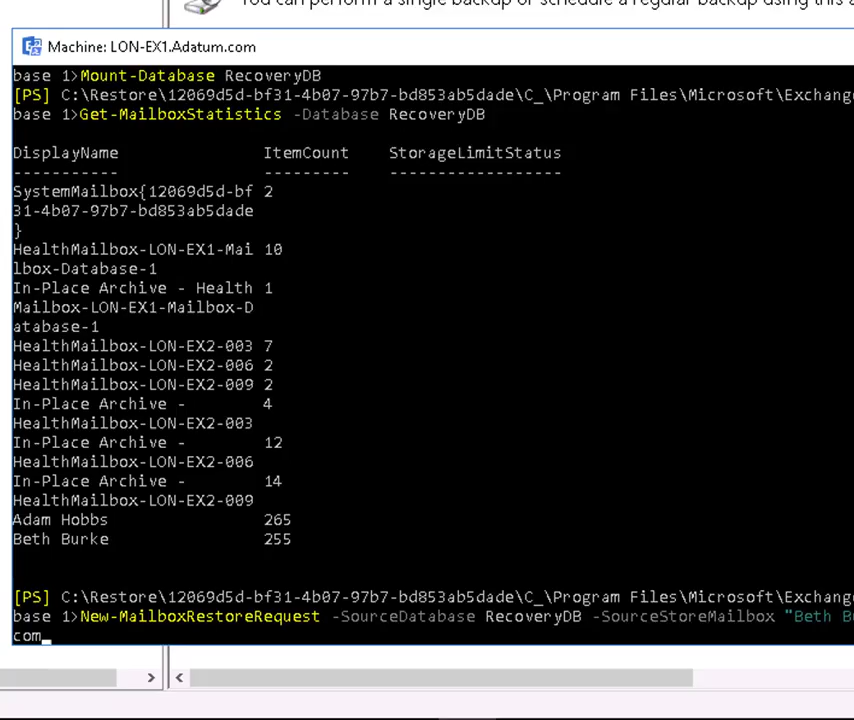 You can perform a single backup or schedule a regular backup using this a
Machine: LON-EX1.Adatum.com
base 1>Mount-Database RecoveryDB
[PS] C:\Restore\12069d5d-bf31-4b07-97b7-bd853ab5dade\C_\Program Files\Microsoft\Exchange
base 1>Get-MailboxStatistics -Database RecoveryDB
DisplayName ItemCount StorageLimitStatus
----------- --------- ------------------
SystemMailbox{12069d5d-bf 2
31-4b07-97b7-bd853ab5dade
}
HealthMailbox-LON-EX1-Mai 10
lbox-Database-1
In-Place Archive - Health 1
Mailbox-LON-EX1-Mailbox-D
atabase-1
HealthMailbox-LON-EX2-003 7
HealthMailbox-LON-EX2-006 2
HealthMailbox-LON-EX2-009 2
In-Place Archive - 4
HealthMailbox-LON-EX2-003
In-Place Archive - 12
HealthMailbox-LON-EX2-006
In-Place Archive - 14
HealthMailbox-LON-EX2-009
Adam Hobbs 265
Beth Burke 255
[PS] C:\Restore\12069d5d-bf31-4b07-97b7-bd853ab5dade\C_\Program Files\Microsoft\Exchange
base 1>New-MailboxRestoreRequest -SourceDatabase RecoveryDB -SourceStoreMailbox "Beth B
com_